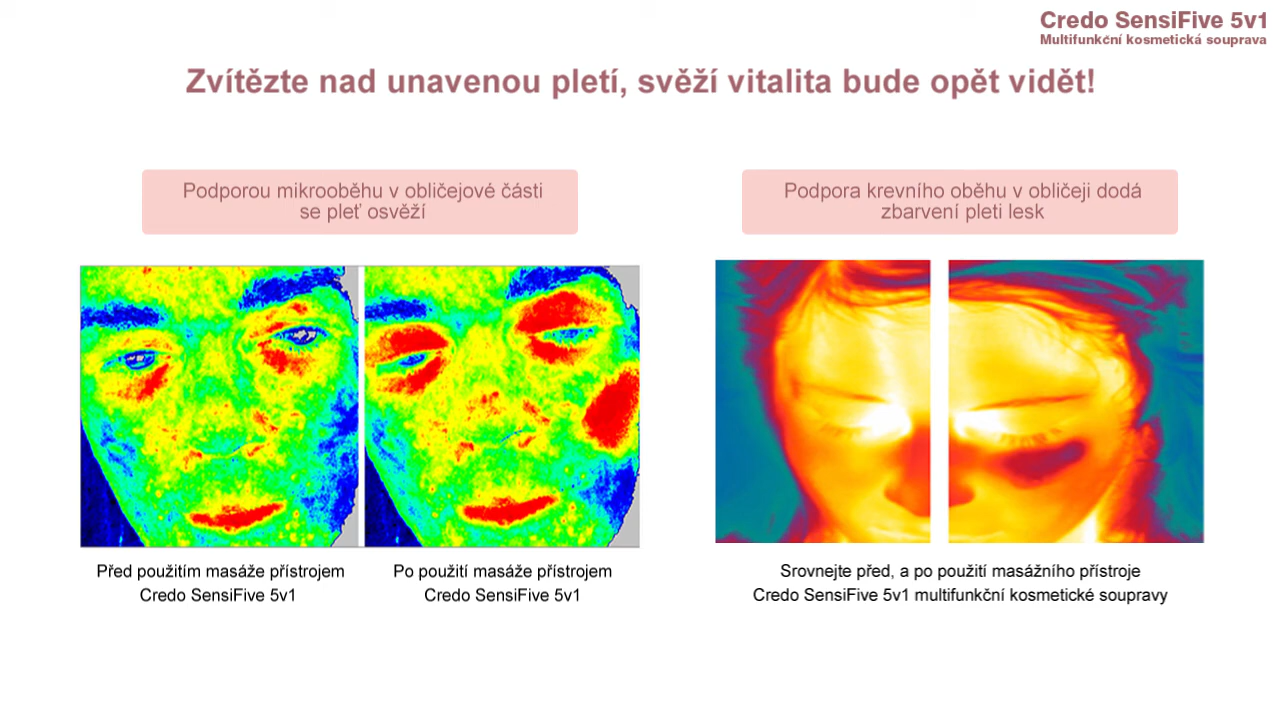 Credo SensiFive 5v1
Multifunkční kosmetická souprava
Zvítězte nad unavenou pletí, svěží vitalita bude opět vidět!
Podporou mikrooběhu v obličejové části
se pleť osvěží
Podpora krevního oběhu v obličeji dodá
zbarvení pleti lesk
Před použitím masáže přístrojem
Credo SensiFive 5v1
Po použití masáže přístrojem
Credo SensiFive 5v1
Srovnejte před, a po použití masážního přístroje
Credo SensiFive 5v1 multifunkční kosmetické soupravy